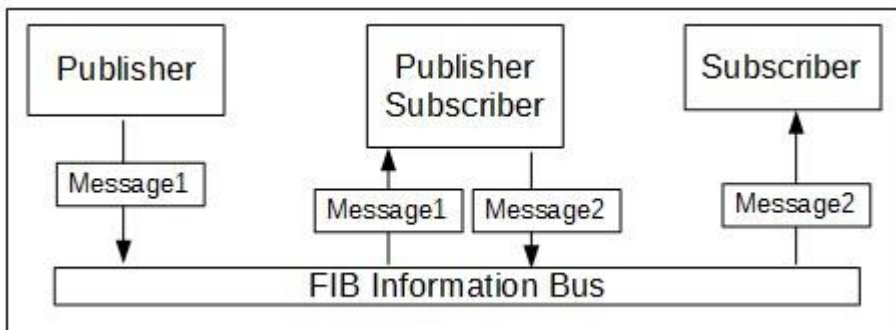 Publisher
Publisher
Subscriber
Subscriber
Message1
Message1
Message2
Message2
FIB Information Bus